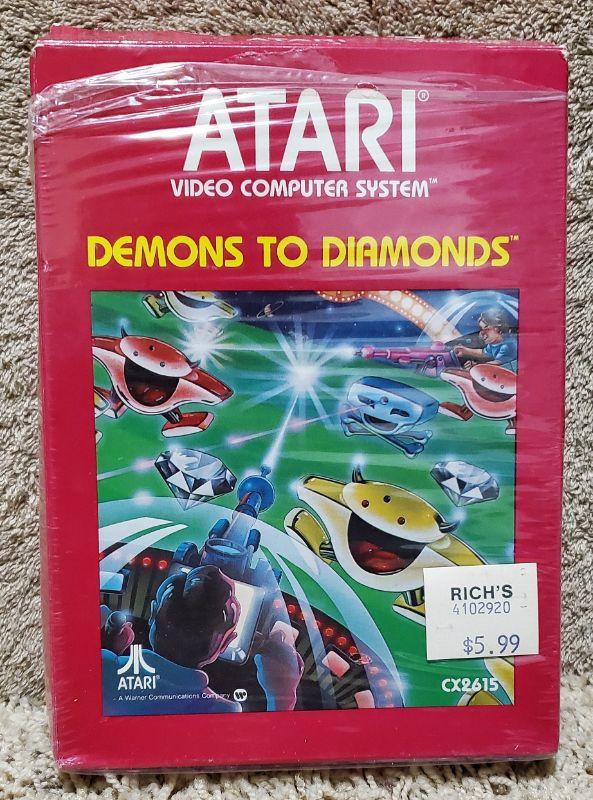 ATARI®
VIDEO COMPUTER SYSTEM™
DEMONS TO DIAMONDS™
RICH'S
4102920
$5.99
CX2615
ATARI®
A Warner Communications Company